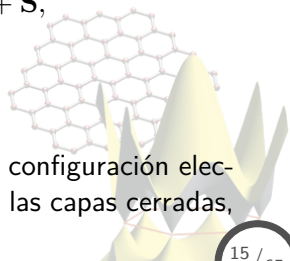 + S,
configuración elec-
las capas cerradas,
15 /